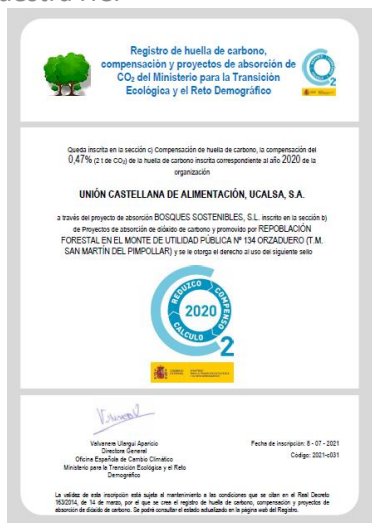 Registro de huella de carbono,
compensación y proyectos de absorción de
CO₂ del Ministerio para la Transición
Ecológica y el Reto Demográfico
Queda inscrita en la sección c) Compensación de huella de carbono, la compensación del
0,47% (2 t de CO₂) de la huella de carbono inscrita correspondiente al año 2020 de la
organización
UNIÓN CASTELLANA DE ALIMENTACIÓN, UCALSA, S.A.
a través del proyecto de absorción BOSQUES SOSTENIBLES, S.L. inscrito en la sección b)
de Proyectos de absorción de dióxido de carbono y promovido por REPOBLACIÓN
FORESTAL EN EL MONTE DE UTILIDAD PÚBLICA Nº 134 ORZADUERO (T.M.
SAN MARTÍN DEL PIMPOLLAR) y se le otorga el derecho al uso del siguiente sello
REDUZCO COMPENSO
CALCULO
2020
2
Valvanera Ulargui Aparicio
Directora General
Oficina Española de Cambio Climático
Ministerio para la Transición Ecológica y el Reto
Demográfico
Fecha de inscripción: 8 - 07 - 2021
Código: 2021-c031
La validez de esta inscripción está sujeta al mantenimiento a las condiciones que se citan en el Real Decreto
163/2014, de 14 de marzo, por el que se crea el registro de huella de carbono, compensación y proyectos de
absorción de dióxido de carbono. Se podrá consultar el estado actualizado en la página web del Registro.